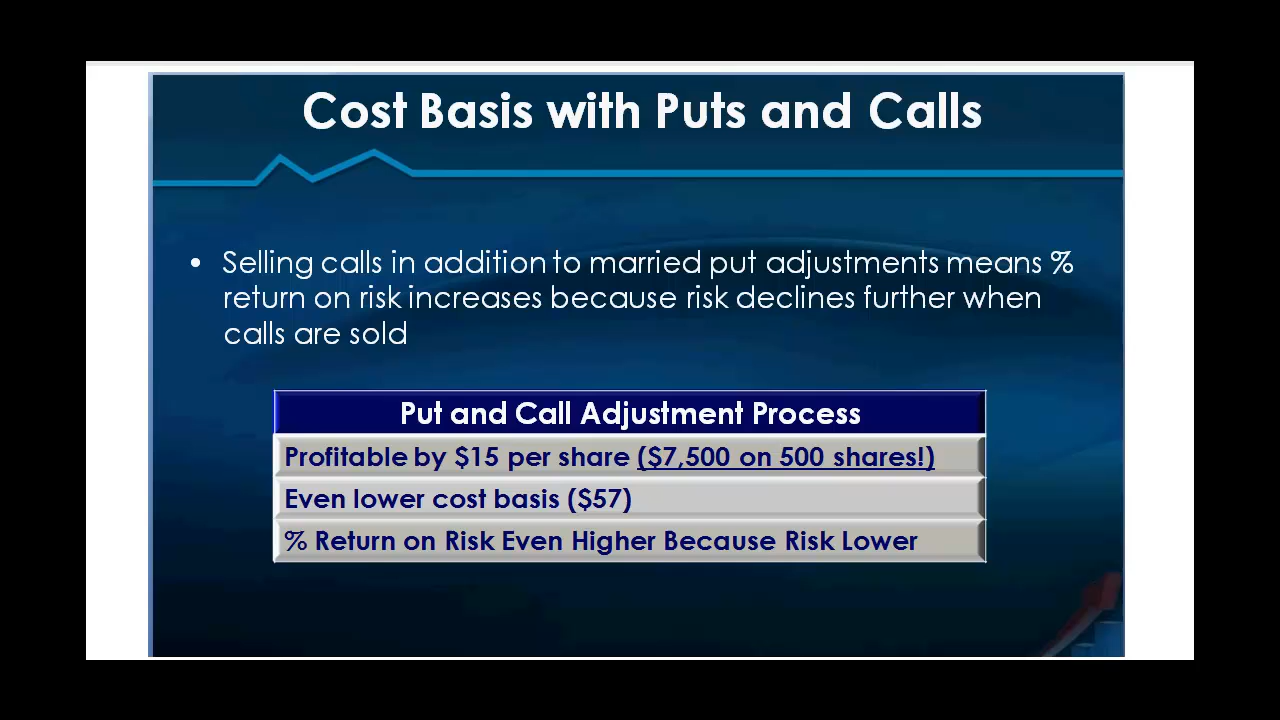 Cost Basis with Puts and Calls
• Selling calls in addition to married put adjustments means %
return on risk increases because risk declines further when
calls are sold
Put and Call Adjustment Process
Profitable by $15 per share ($7,500 on 500 shares!)
Even lower cost basis ($57)
% Return on Risk Even Higher Because Risk Lower